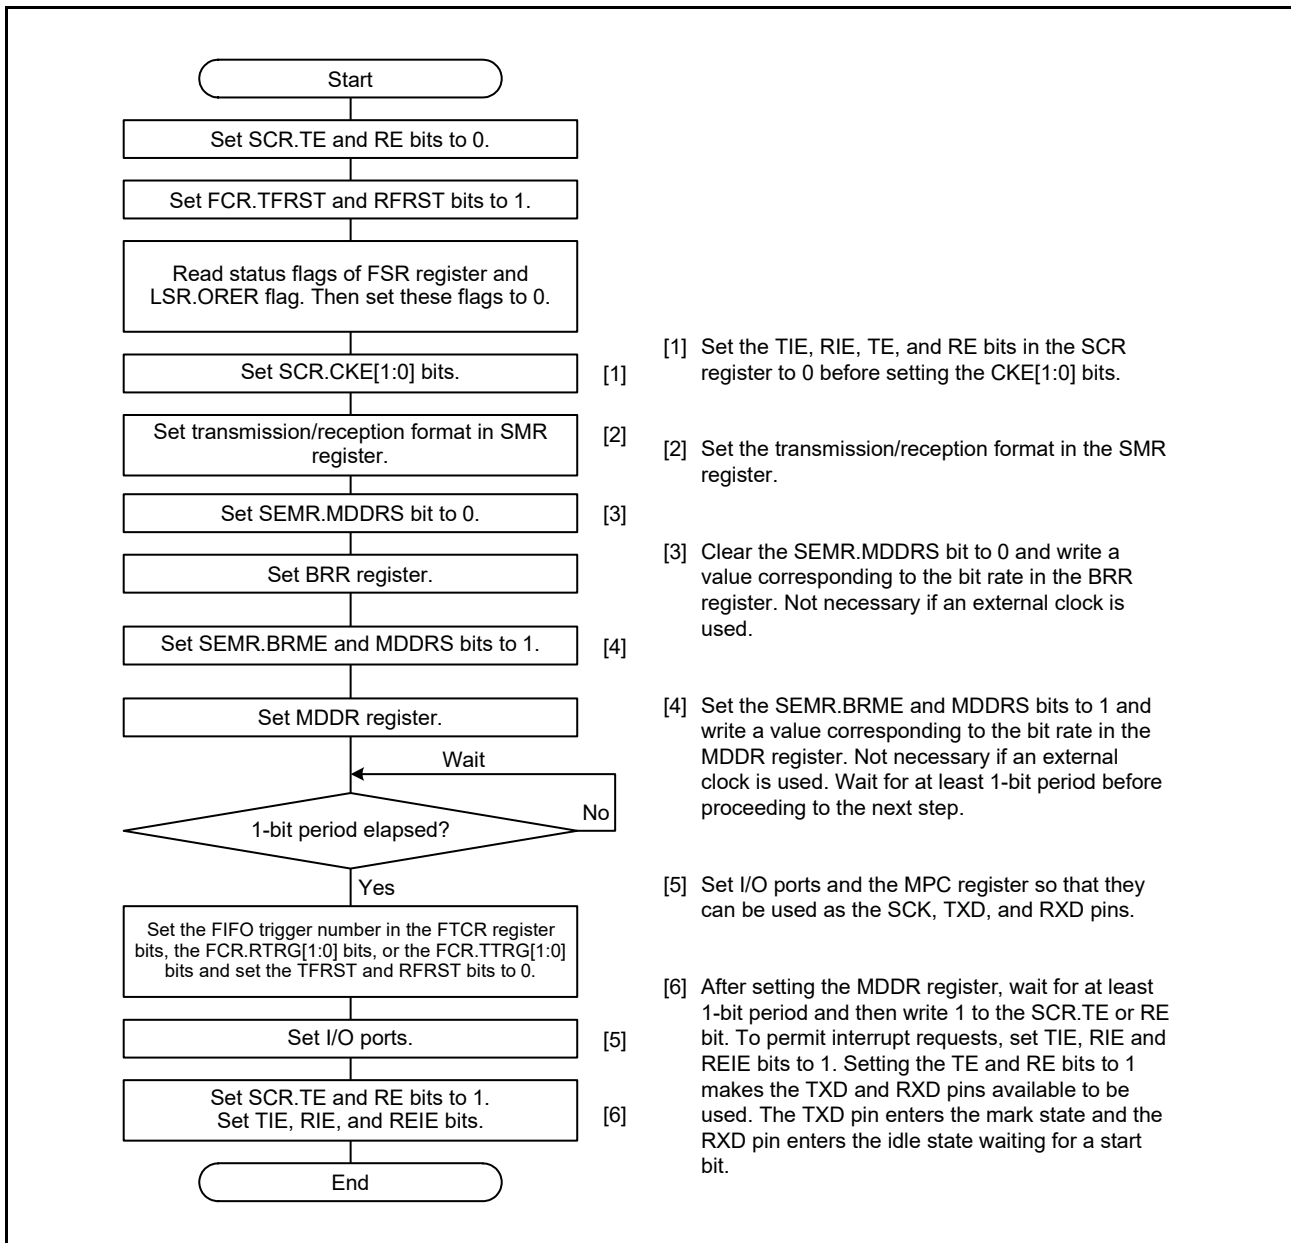 Start
Set SCR.TE and RE bits to 0.
Set FCR.TFRST and RFRST bits to 1.
Read status flags of FSR register and
LSR.ORER flag. Then set these flags to 0.
Set SCR.CKE[1:0] bits.
[1]
Set transmission/reception format in SMR
register.
[2]
Set SEMR.MDDRS bit to 0.
[3]
Set BRR register.
Set SEMR.BRME and MDDRS bits to 1.
[4]
Set MDDR register.
Wait
1-bit period elapsed?
No
Yes
Set the FIFO trigger number in the FTCR register
bits, the FCR.RTRG[1:0] bits, or the FCR.TTRG[1:0]
bits and set the TFRST and RFRST bits to 0.
Set I/O ports.
[5]
Set SCR.TE and RE bits to 1.
Set TIE, RIE, and REIE bits.
[6]
End
[1] Set the TIE, RIE, TE, and RE bits in the SCR
register to 0 before setting the CKE[1:0] bits.
[2] Set the transmission/reception format in the SMR
register.
[3] Clear the SEMR.MDDRS bit to 0 and write a
value corresponding to the bit rate in the BRR
register. Not necessary if an external clock is
used.
[4] Set the SEMR.BRME and MDDRS bits to 1 and
write a value corresponding to the bit rate in the
MDDR register. Not necessary if an external
clock is used. Wait for at least 1-bit period before
proceeding to the next step.
[5] Set I/O ports and the MPC register so that they
can be used as the SCK, TXD, and RXD pins.
[6] After setting the MDDR register, wait for at least
1-bit period and then write 1 to the SCR.TE or RE
bit. To permit interrupt requests, set TIE, RIE and
REIE bits to 1. Setting the TE and RE bits to 1
makes the TXD and RXD pins available to be
used. The TXD pin enters the mark state and the
RXD pin enters the idle state waiting for a start
bit.